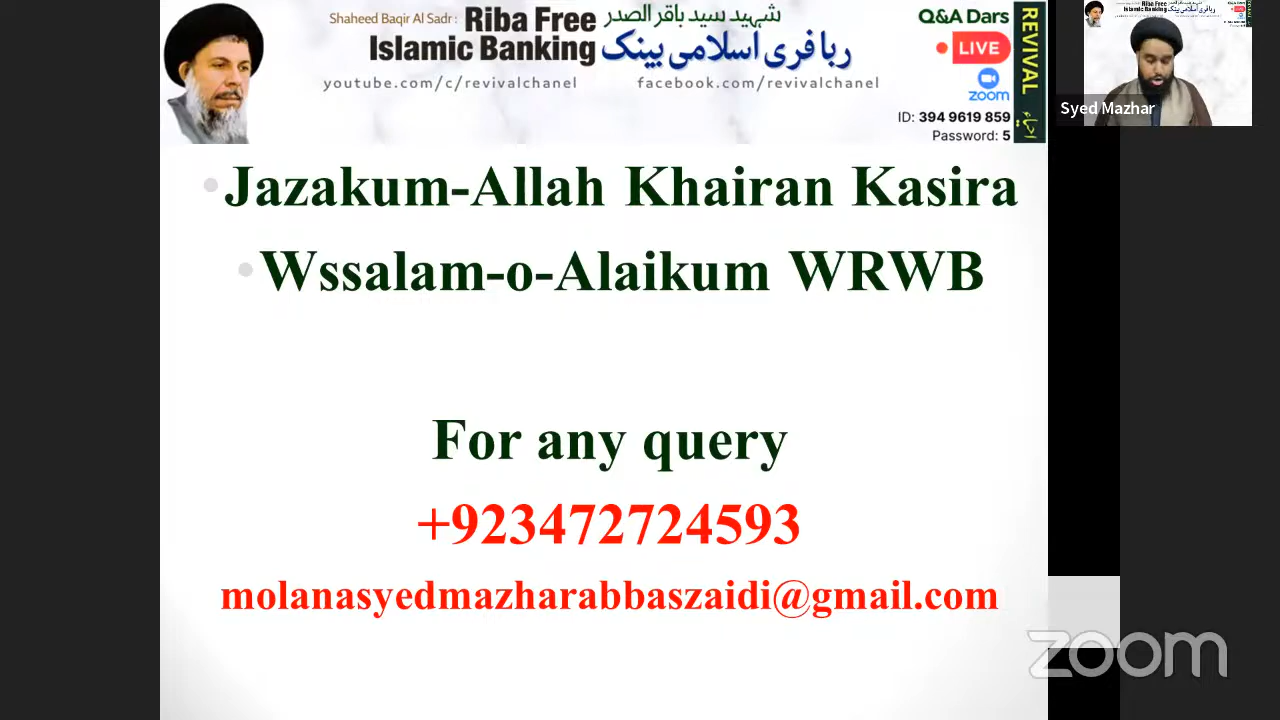 Shaheed Baqir Al Sadr :
Riba Free
Islamic Banking
شہید سید باقر الصدر
ربا فری اسلامی بینک
youtube.com/c/revivalchanel
facebook.com/revivalchanel
Q&A Dars
LIVE
zoom
ID: 394 9619 859
Password: 5
REVIVAL
احیاء
Syed Mazhar
Jazakum-Allah Khairan Kasira
Wssalam-o-Alaikum WRWB
For any query
+923472724593
molanasyedmazharabbaszaidi@gmail.com
zoom